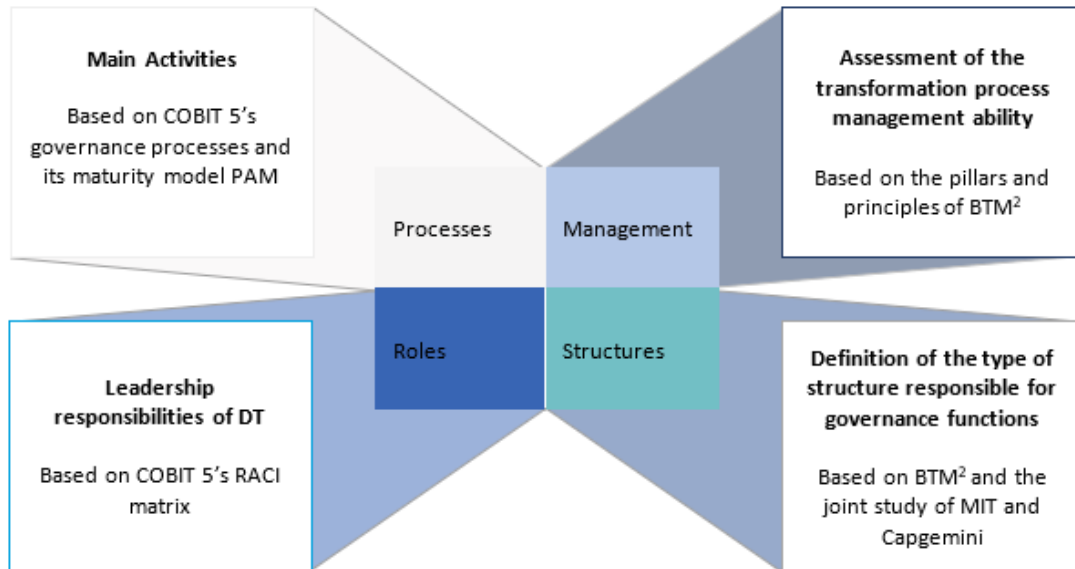 Main Activities
Based on COBIT 5's
governance processes and
its maturity model PAM
Assessment of the
transformation process
management ability
Based on the pillars and
principles of BTM²
Processes
Management
Roles
Structures
Leadership
responsibilities of DT
Based on COBIT 5's RACI
matrix
Definition of the type of
structure responsible for
governance functions
Based on BTM² and the
joint study of MIT and
Capgemini